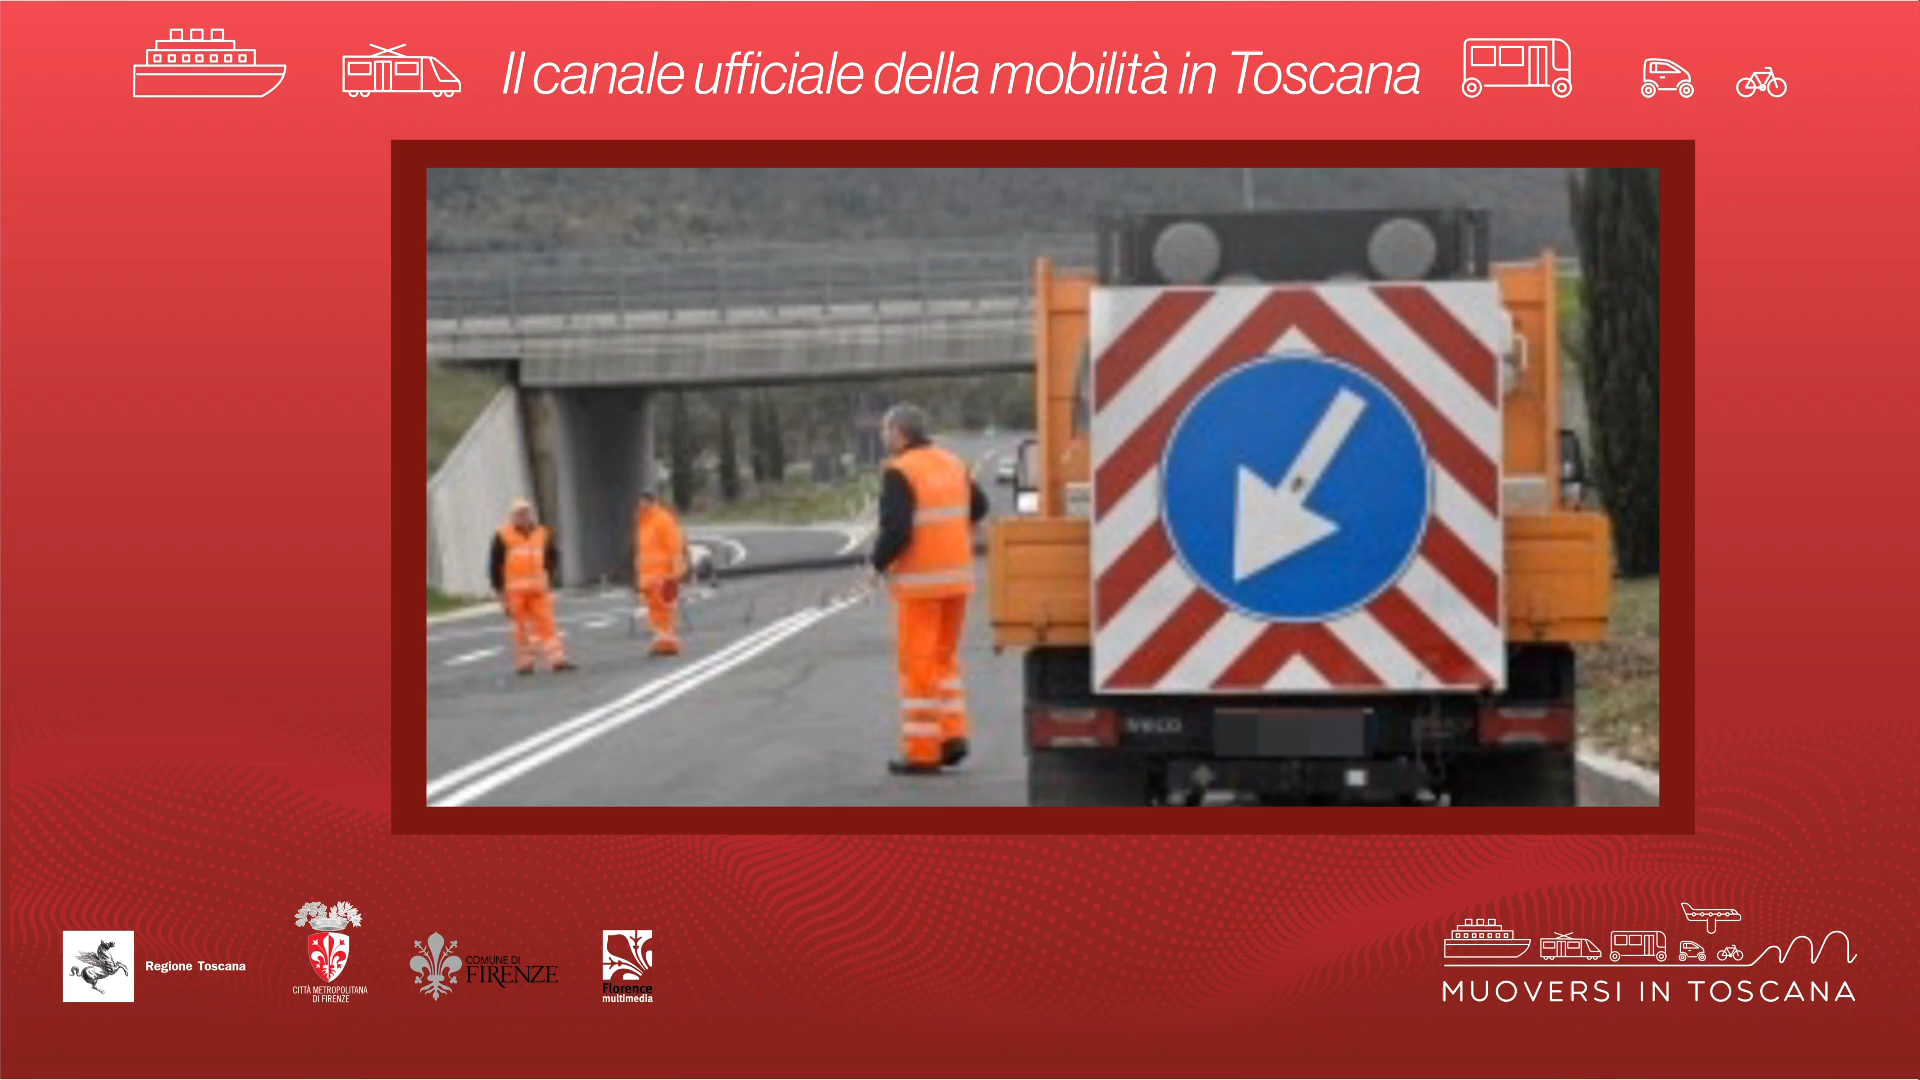 Il canale ufficiale della mobilità in Toscana
IVECO
Regione Toscana
CITTÀ METROPOLITANA
DI FIRENZE
COMUNE DI
FIRENZE
Florence
multimedia
MUOVERSI IN TOSCANA